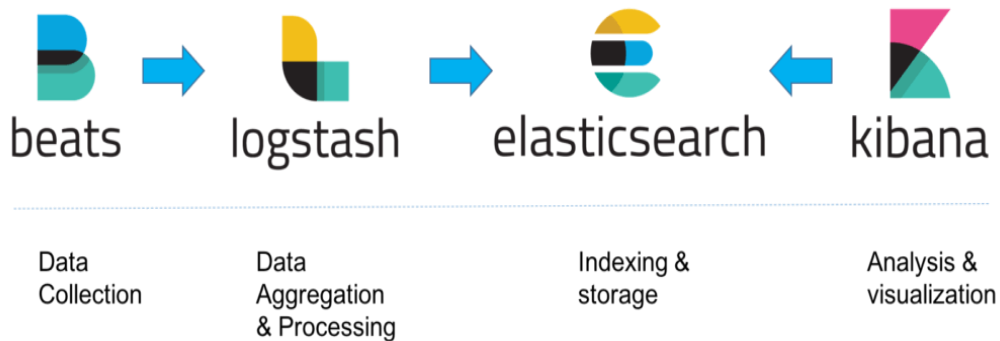 beats
logstash
elasticsearch
kibana
Data
Collection
Data
Aggregation
& Processing
Indexing &
storage
Analysis &
visualization